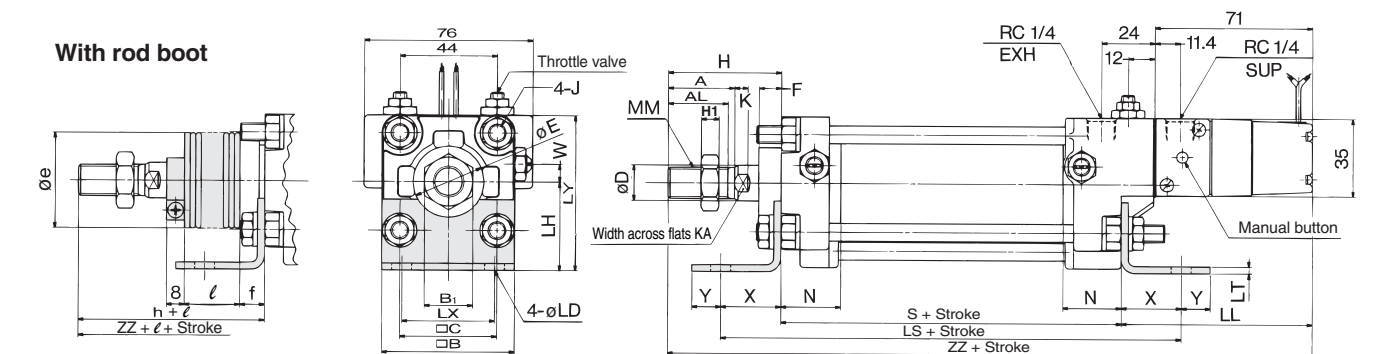 With rod boot
øe
8
ℓ
f
h + ℓ
ZZ + ℓ + Stroke
76
44
Throttle valve
4-J
øE
W
LH
LY
B1
LX
□C
□B
4-øLD
H
A
AL
H1
K
F
MM
øD
Width across flats KA
RC 1/4
EXH
24
12
71
11.4
RC 1/4
SUP
35
Manual button
Y
X
N
N
X
Y
LT
LL
S + Stroke
LS + Stroke
ZZ + Stroke